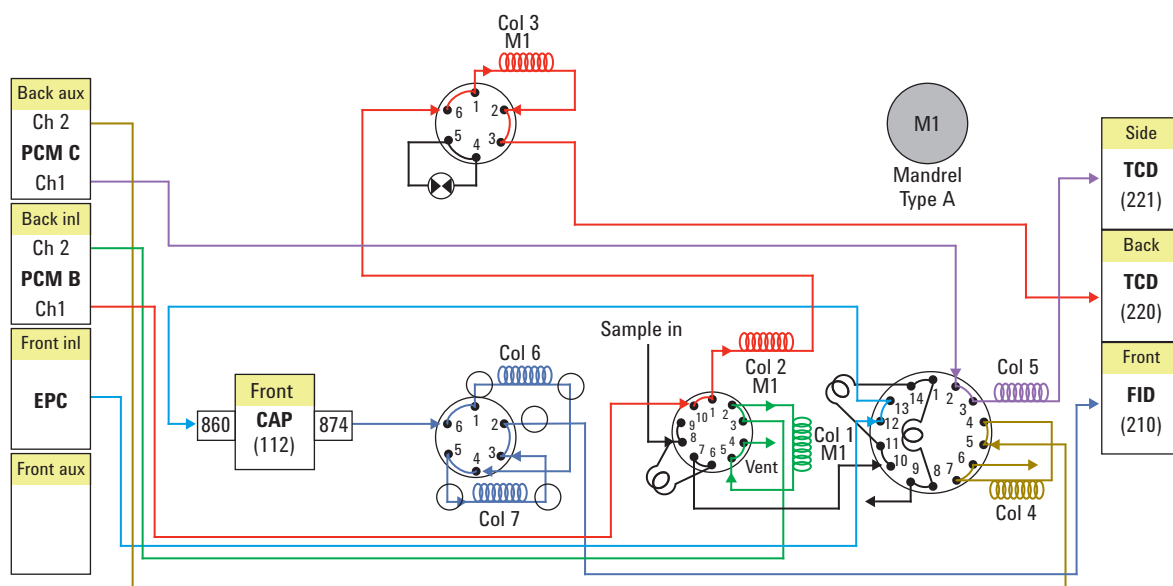 Back aux
Ch 2
PCM C
Ch1
Back inl
Ch 2
PCM B
Ch1
Front inl
EPC
Front aux
Col 3
M1
1
2
3
4
5
6
M1
Mandrel
Type A
Side
TCD
(221)
Back
TCD
(220)
Front
FID
(210)
860
Front
CAP
(112)
874
Col 6
1
2
3
4
5
6
Col 7
Sample in
Col 2
M1
1
2
3
4
5
6
7
8
9
10
Vent
Col 1
M1
Col 5
1
2
3
4
5
6
7
8
9
10
11
12
13
14
Col 4